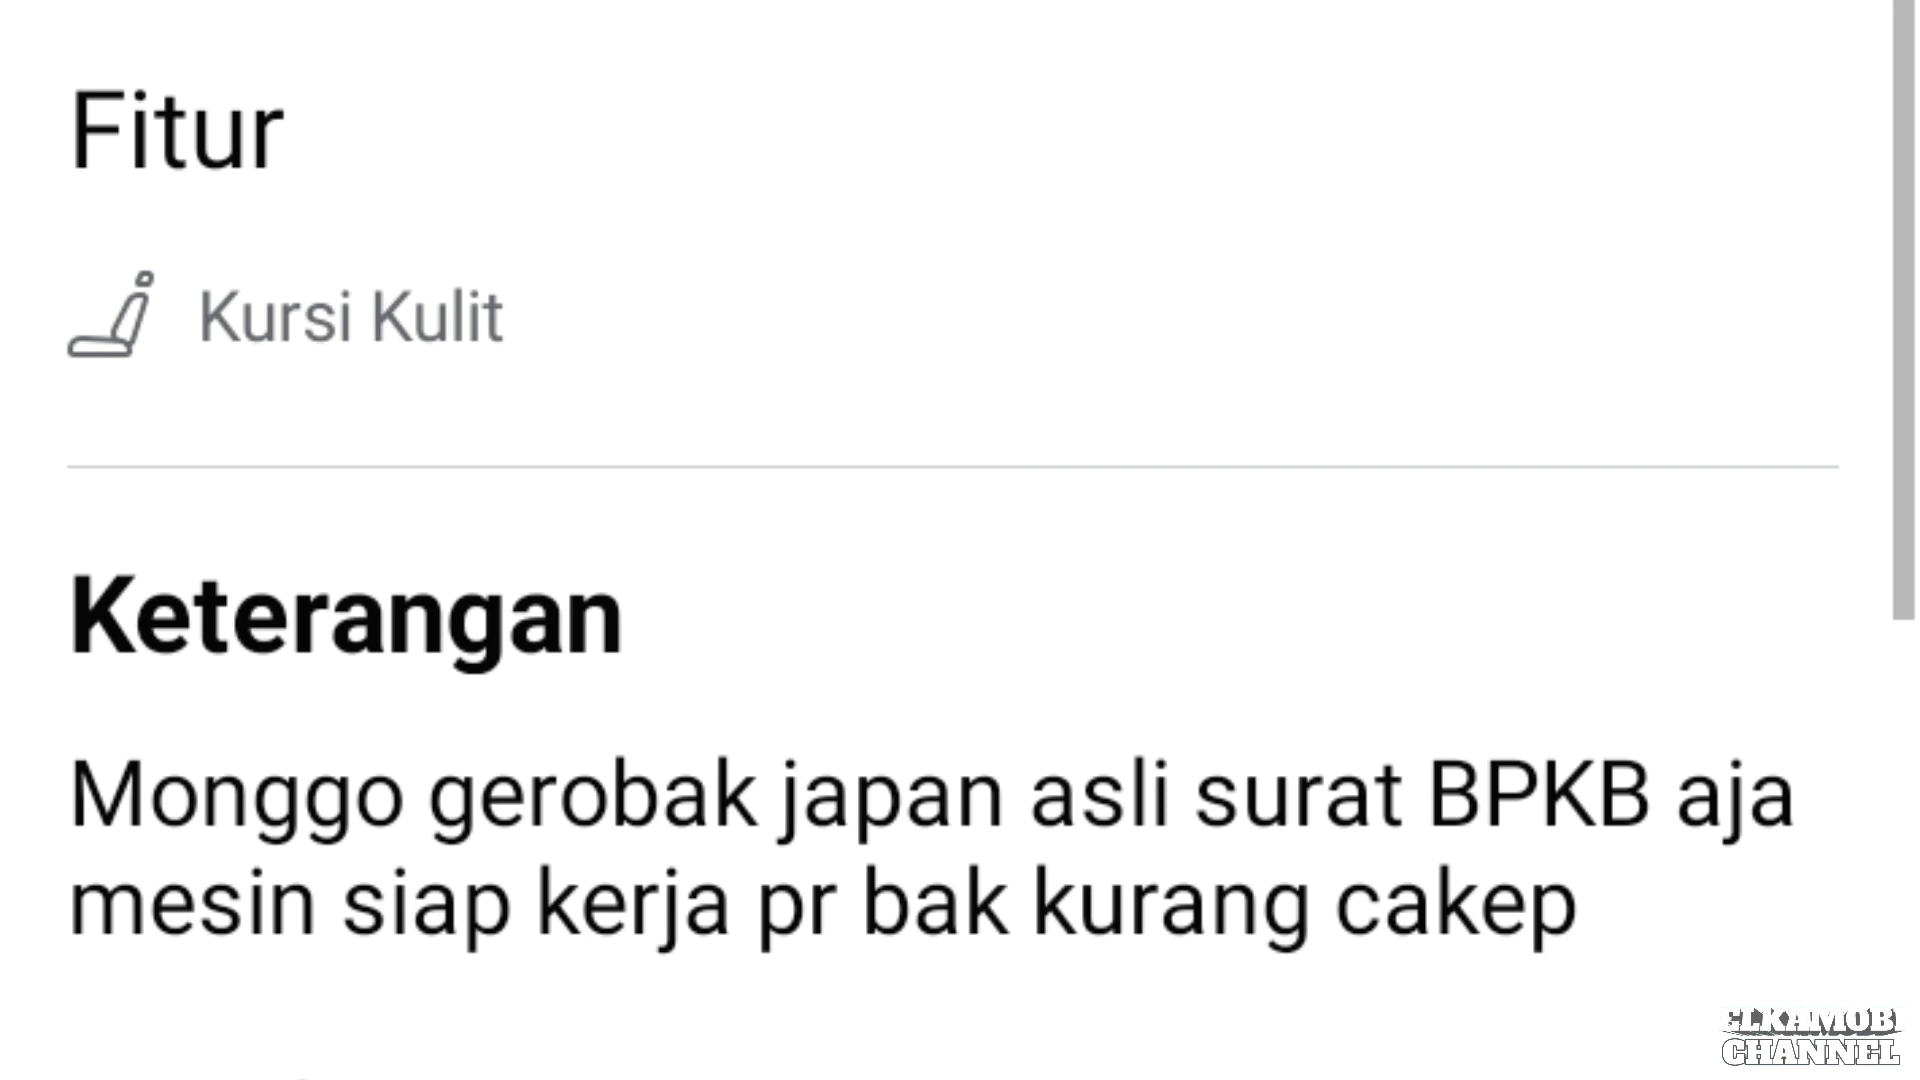 Fitur
Kursi Kulit
Keterangan
Monggo gerobak japan asli surat BPKB aja
mesin siap kerja pr bak kurang cakep
ELKAMOBI
CHANNEL